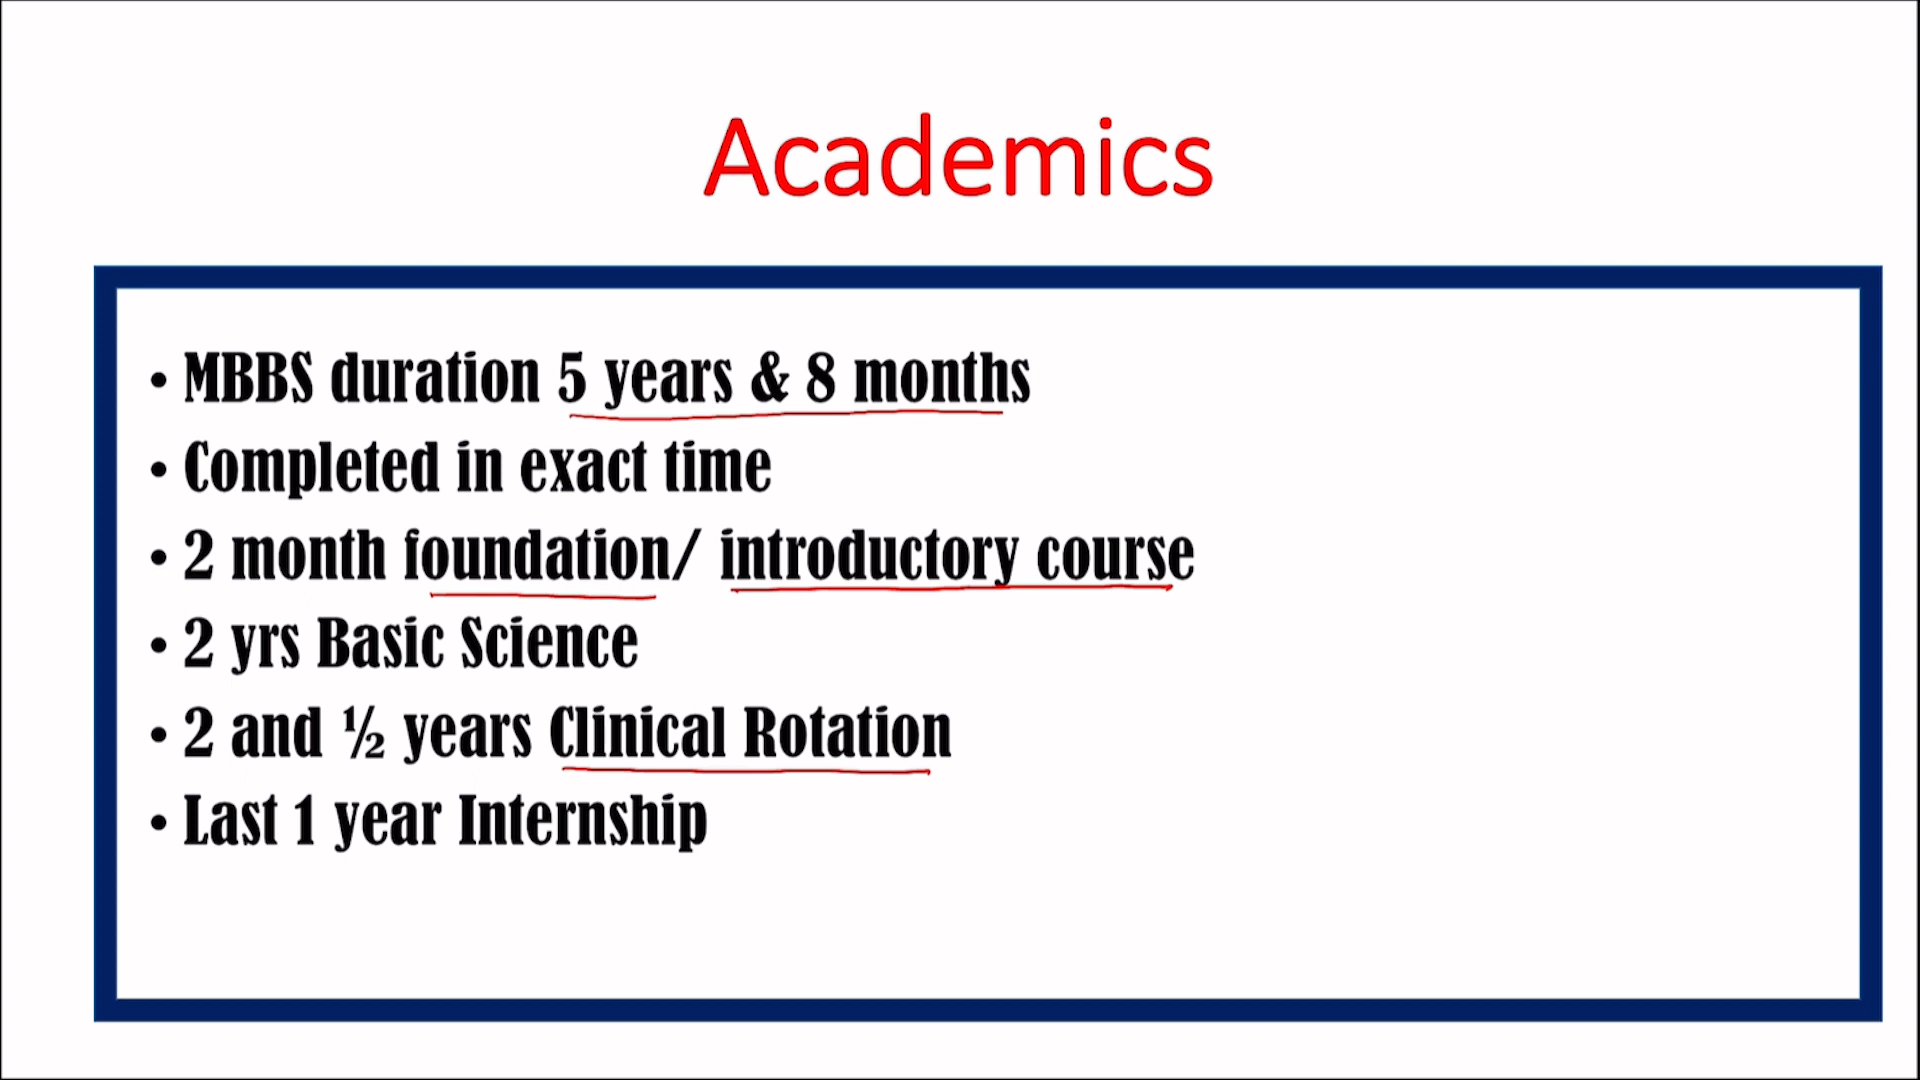 Academics
• MBBS duration 5 years & 8 months
• Completed in exact time
• 2 month foundation/ introductory course
• 2 yrs Basic Science
• 2 and ½ years Clinical Rotation
• Last 1 year Internship